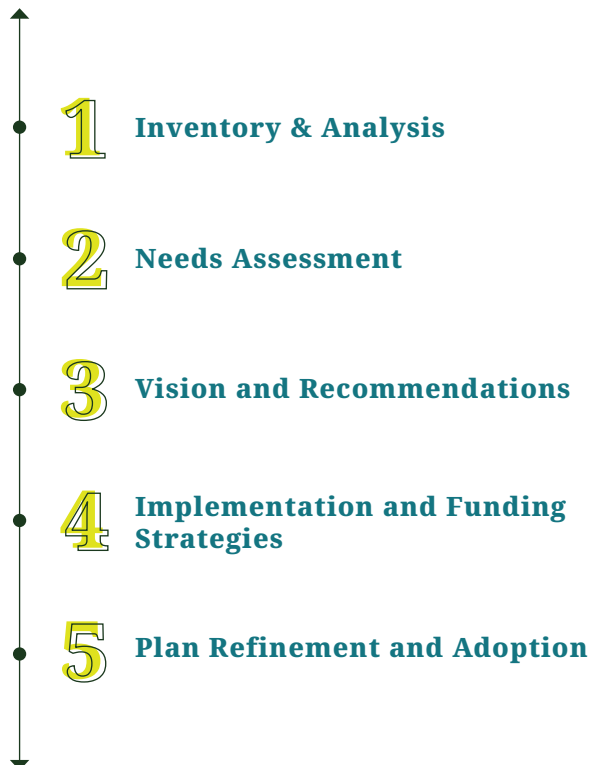 1 Inventory & Analysis
2 Needs Assessment
3 Vision and Recommendations
4 Implementation and Funding
Strategies
5 Plan Refinement and Adoption